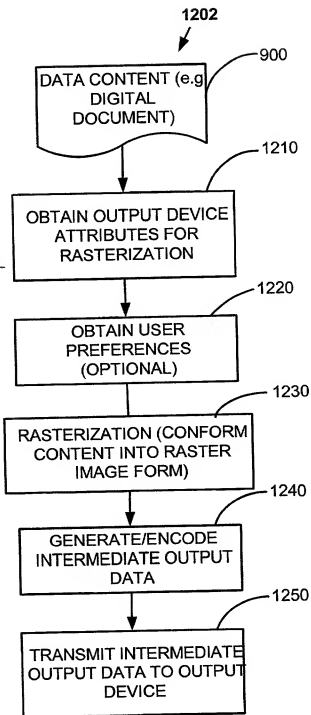 1202
900
DATA CONTENT (e.g
DIGITAL
DOCUMENT)
1210
OBTAIN OUTPUT DEVICE
ATTRIBUTES FOR
RASTERIZATION
1220
OBTAIN USER
PREFERENCES
(OPTIONAL)
1230
RASTERIZATION (CONFORM
CONTENT INTO RASTER
IMAGE FORM)
1240
GENERATE/ENCODE
INTERMEDIATE OUTPUT
DATA
1250
TRANSMIT INTERMEDIATE
OUTPUT DATA TO OUTPUT
DEVICE